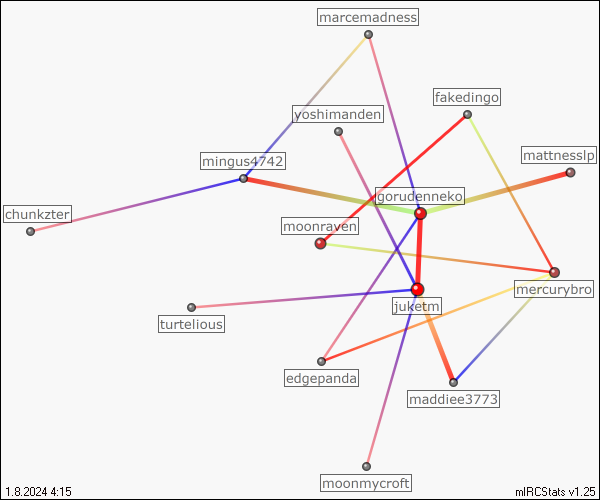 marcemadness
fakedingo
yoshimanden
mattnesslp
mingus4742
gorudenneko
chunkzter
moonraven
mercurybro
juketm
turtelious
edgepanda
maddiee3773
moonmycroft
1.8.2024 4:15
mIRCStats v1.25